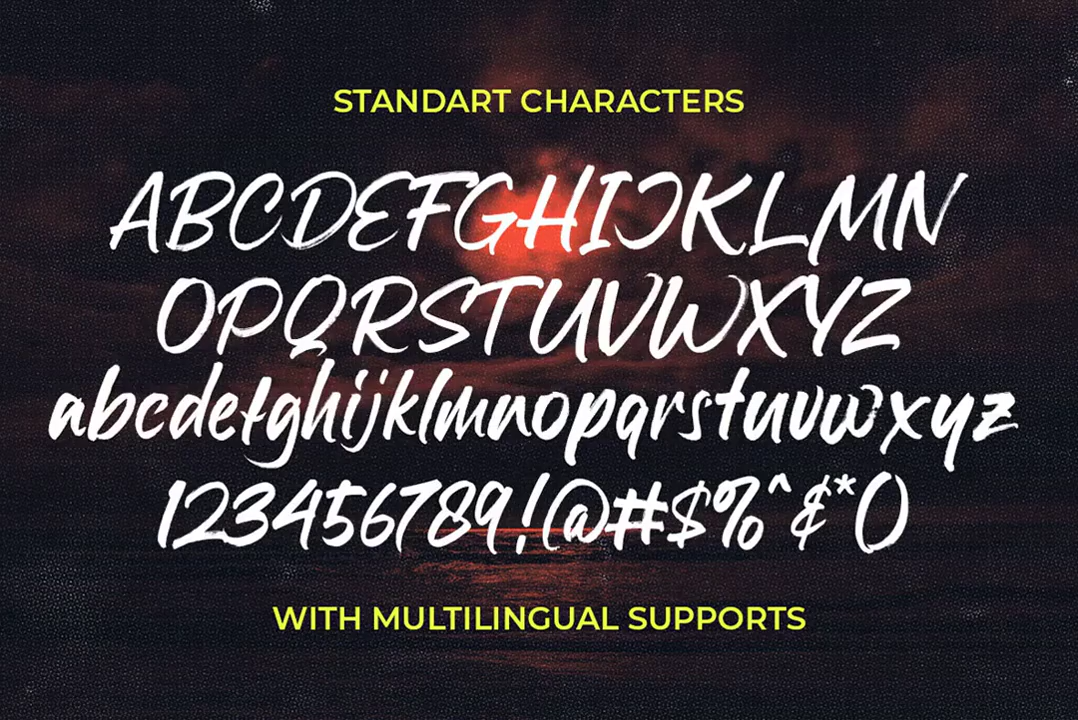 STANDART CHARACTERS
ABCDEFGHIJKLMN
OPQRSTUVWXYZ
abcdefghijklmnopqrstuvwxyz
123456789!(@#$%^&*()
WITH MULTILINGUAL SUPPORTS